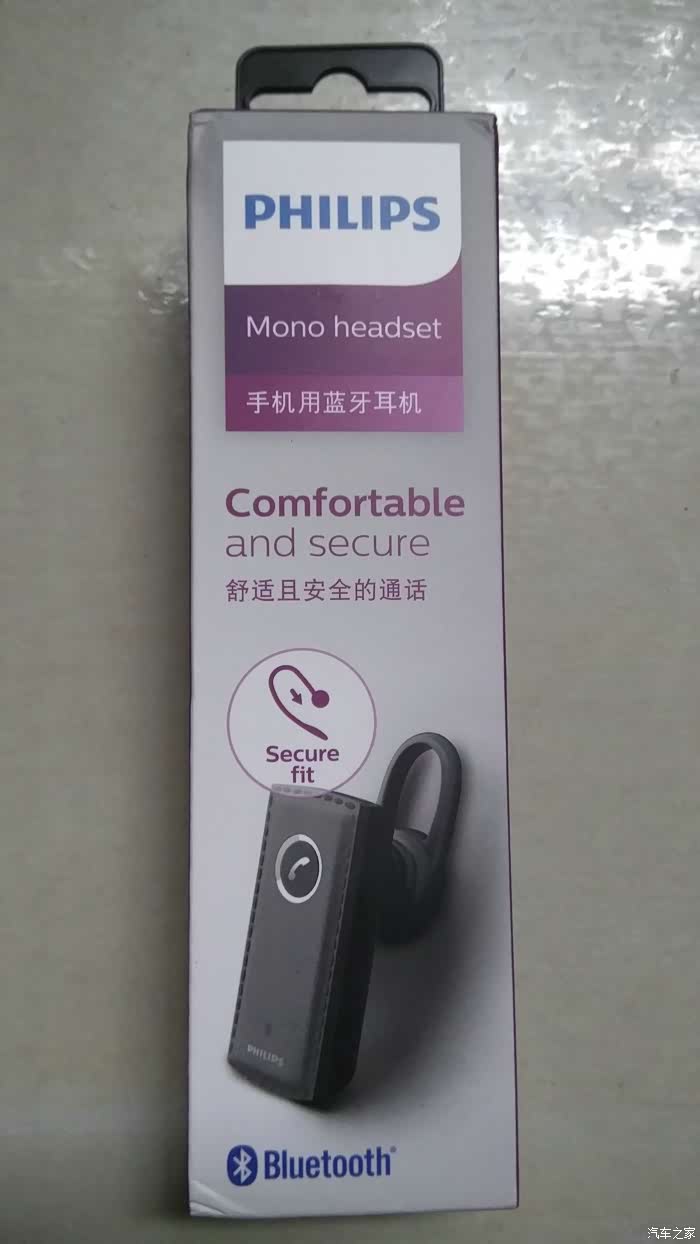 PHILIPS
Mono headset
手机用蓝牙耳机
Comfortable
and secure
舒适且安全的通话
Secure
fit
PHILIPS
Bluetooth®
汽车之家